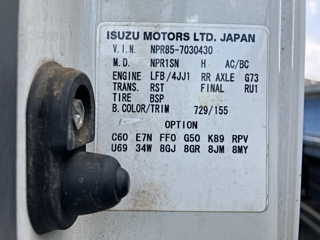 ISUZU MOTORS LTD. JAPAN
V.I.N. NPR85-7030430
M.D. NPR1SN H AC/BC
ENGINE LFB/4JJ1 RR AXLE G73
TRANS. RST FINAL RU1
TIRE BSP
B.COLOR/TRIM 729/155
OPTION
C60 E7N FF0 G50 K89 RPV
U69 34W 8GJ 8GR 8JM 8MY